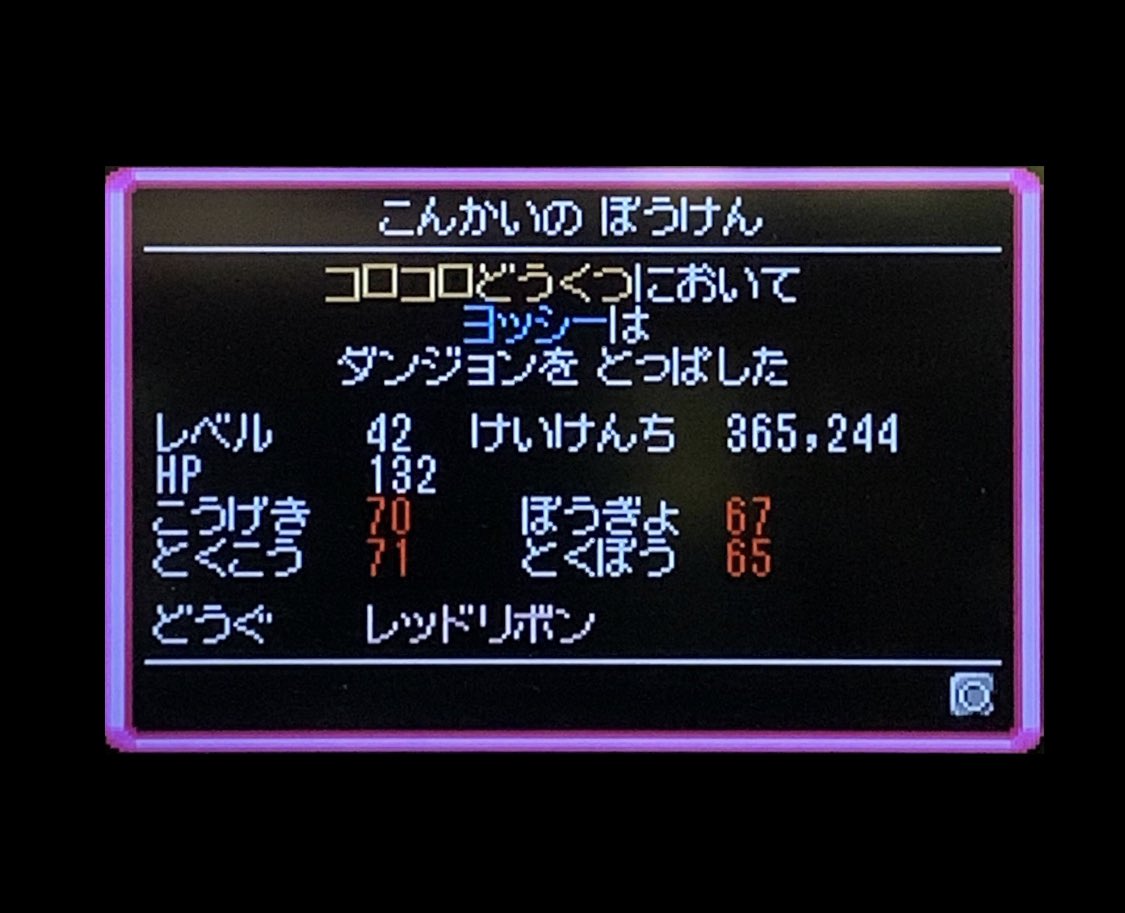 こんかいの ぼうけん
コロコロどうくつにおいて
ヨッシーは
ダンジョンを とっぱした
レベル 42 けいけんち 365,244
HP 132
こうげき 70 ぼうぎょ 67
とくこう 71 とくぼう 65
どうぐ レッドリボン